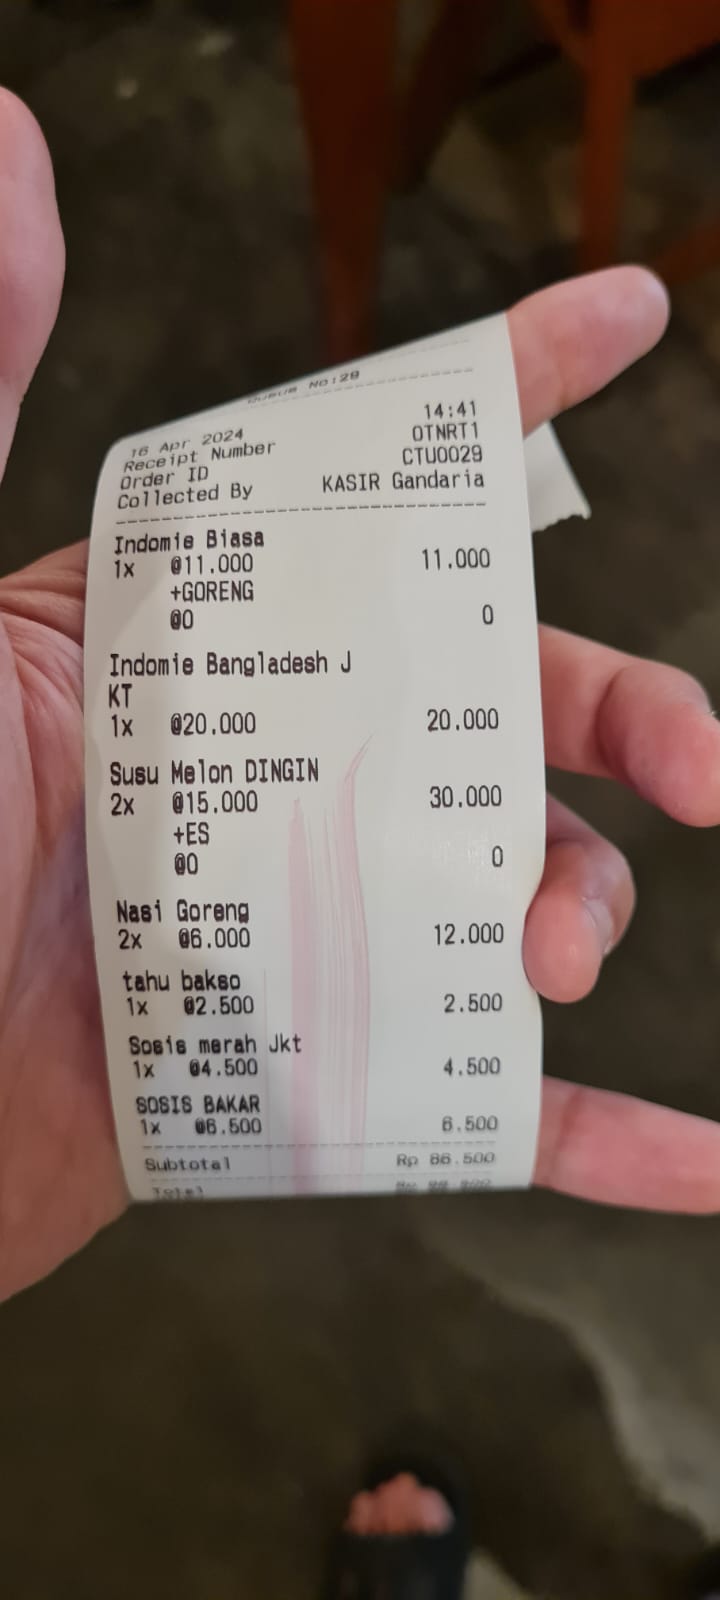 Queue No:29
16 Apr 2024 14:41
Receipt Number OTNRT1
Order ID CTU0029
Collected By KASIR Gandaria
Indomie Biasa
1x @11.000 11.000
+GORENG
@0 0
Indomie Bangladesh J
KT
1x @20.000 20.000
Susu Melon DINGIN
2x @15.000 30.000
+ES
@0 0
Nasi Goreng
2x @6.000 12.000
tahu bakso
1x @2.500 2.500
Sosis merah Jkt
1x @4.500 4.500
SOSIS BAKAR
1x @6.500 6.500
Subtotal Rp 86.500
Total